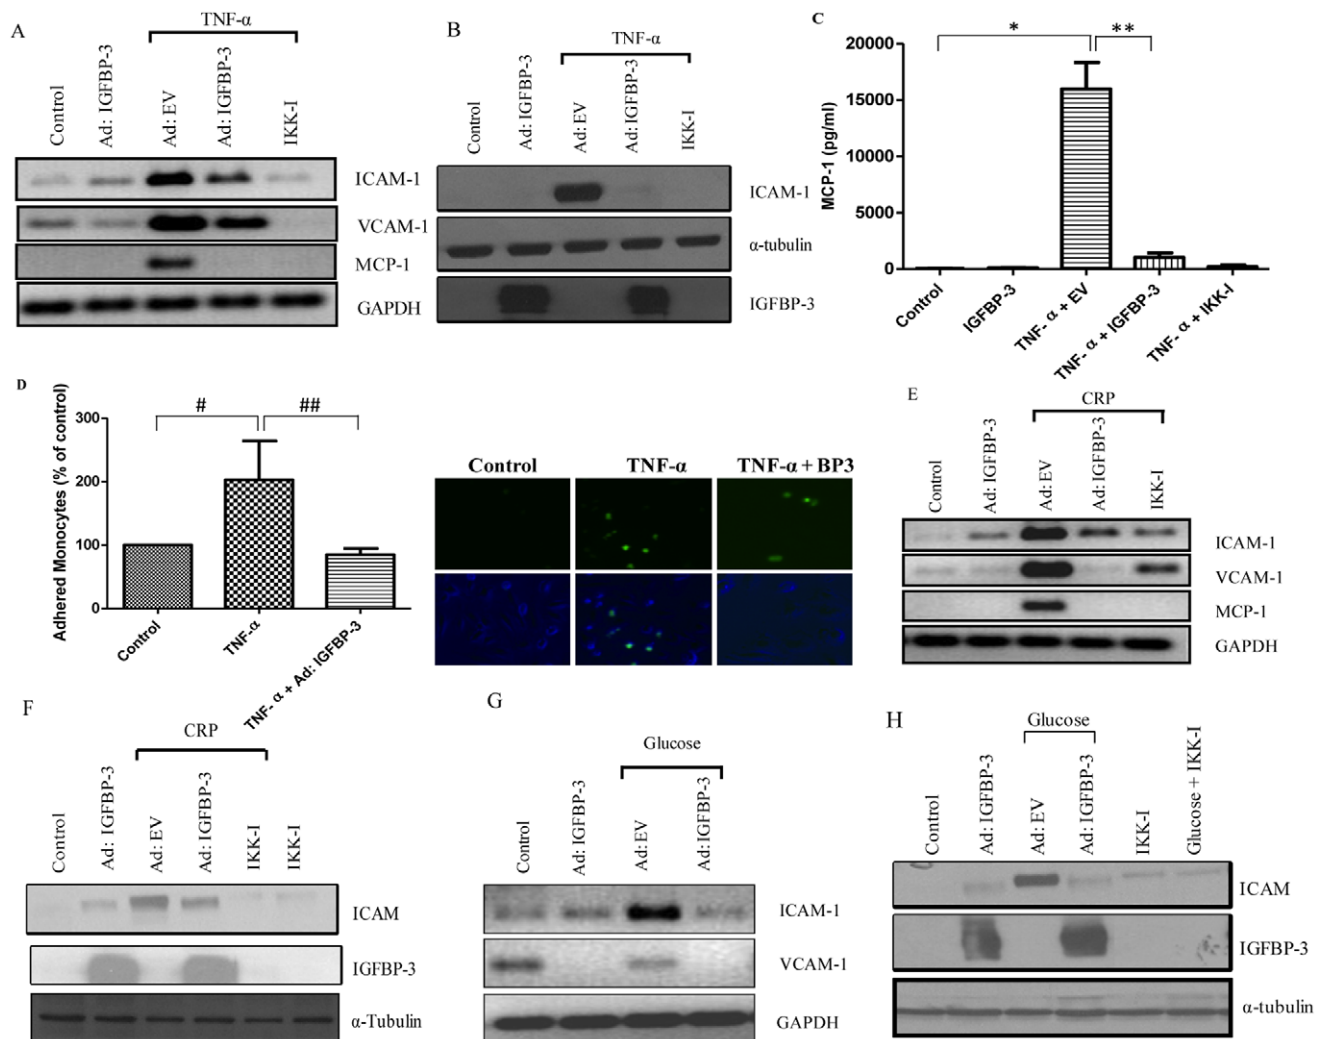 A
TNF-α
Control
Ad: IGFBP-3
Ad: EV
Ad: IGFBP-3
IKK-I
ICAM-1
VCAM-1
MCP-1
GAPDH
B
TNF-α
Control
Ad: IGFBP-3
Ad: EV
Ad: IGFBP-3
IKK-I
ICAM-1
α-tubulin
IGFBP-3
C
* **
MCP-1 (pg/ml)
20000
15000
10000
5000
0
Control
IGFBP-3
TNF- α + EV
TNF- α + IGFBP-3
TNF- α + IKK-I
D
# ##
Adhered Monocytes (% of control)
300
200
100
0
Control
TNF-α
TNF- α + Ad: IGFBP-3
Control TNF-α TNF-α + BP3
E
CRP
Control
Ad: IGFBP-3
Ad: EV
Ad: IGFBP-3
IKK-I
ICAM-1
VCAM-1
MCP-1
GAPDH
F
CRP
Control
Ad: IGFBP-3
Ad: EV
Ad: IGFBP-3
IKK-I
IKK-I
ICAM
IGFBP-3
α-Tubulin
G
Glucose
Control
Ad: IGFBP-3
Ad: EV
Ad: IGFBP-3
ICAM-1
VCAM-1
GAPDH
H
Glucose
Control
Ad: IGFBP-3
Ad: EV
Ad: IGFBP-3
IKK-I
Glucose + IKK-I
ICAM
IGFBP-3
α-tubulin